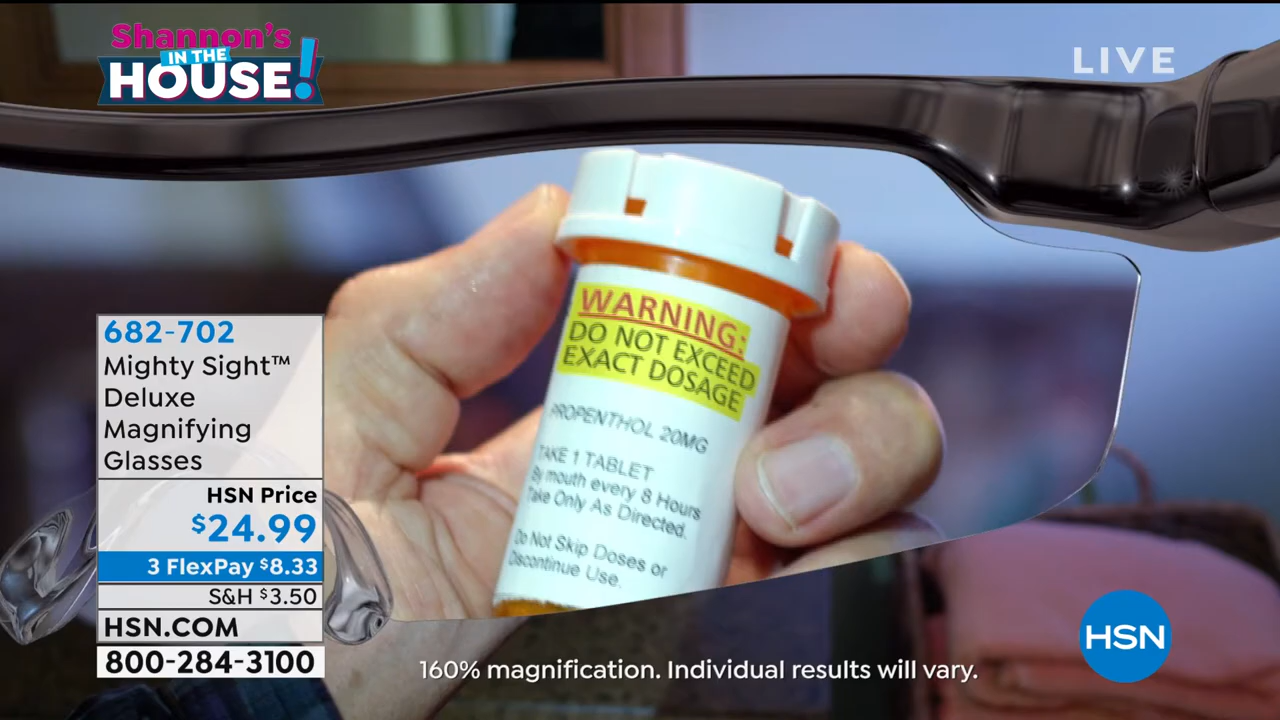 Shannon's
IN THE
HOUSE!
LIVE
WARNING:
DO NOT EXCEED
EXACT DOSAGE
PROPENTHOL 20MG
TAKE 1 TABLET
By mouth every 8 Hours
Take Only As Directed.
Do Not Skip Doses or
Discontinue Use.
682-702
Mighty Sight™
Deluxe
Magnifying
Glasses
HSN Price
$24.99
3 FlexPay $8.33
S&H $3.50
HSN.COM
800-284-3100
160% magnification. Individual results will vary.
HSN